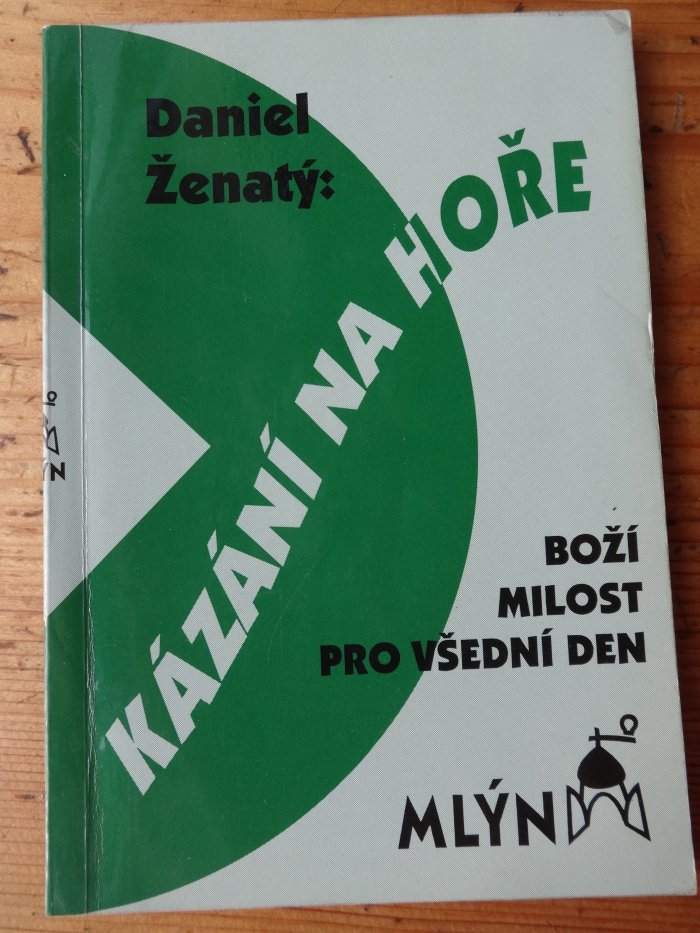 Daniel
Ženatý:
KÁZÁNÍ NA HOŘE
BOŽÍ
MILOST
PRO VŠEDNÍ DEN
MLÝN